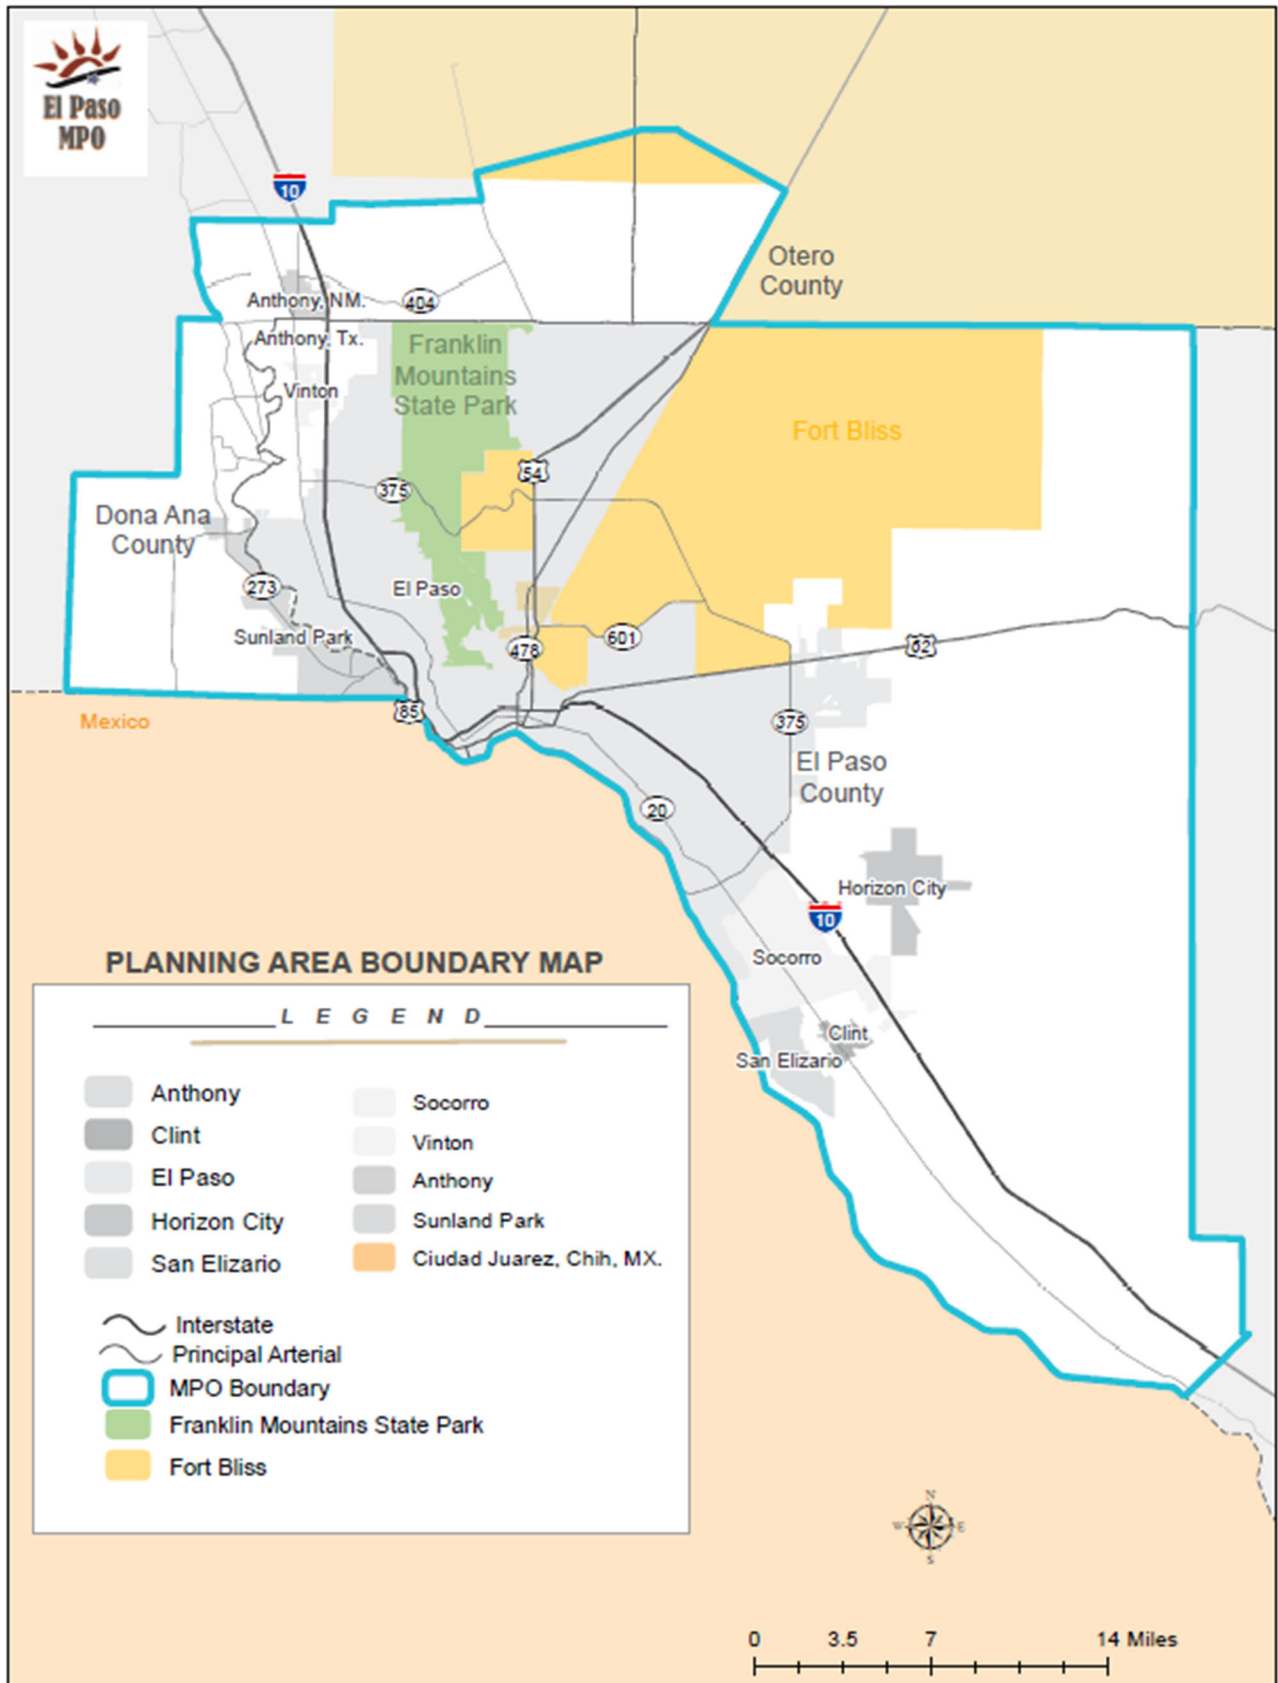 El Paso
MPO
10
Otero
County
Anthony, NM.
404
Anthony, Tx.
Franklin
Mountains
State Park
Vinton
Fort Bliss
54
375
Dona Ana
County
273
El Paso
Sunland Park
478
601
62
85
Mexico
375
El Paso
County
20
Horizon City
10
Socorro
Clint
San Elizario
PLANNING AREA BOUNDARY MAP
LEGEND
Anthony
Clint
El Paso
Horizon City
San Elizario
Socorro
Vinton
Anthony
Sunland Park
Ciudad Juarez, Chih, MX.
Interstate
Principal Arterial
MPO Boundary
Franklin Mountains State Park
Fort Bliss
N
W E
S
0 3.5 7 14 Miles